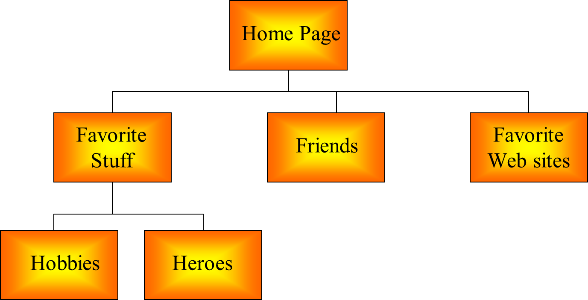 Home Page
Favorite
Stuff
Friends
Favorite
Web sites
Hobbies
Heroes